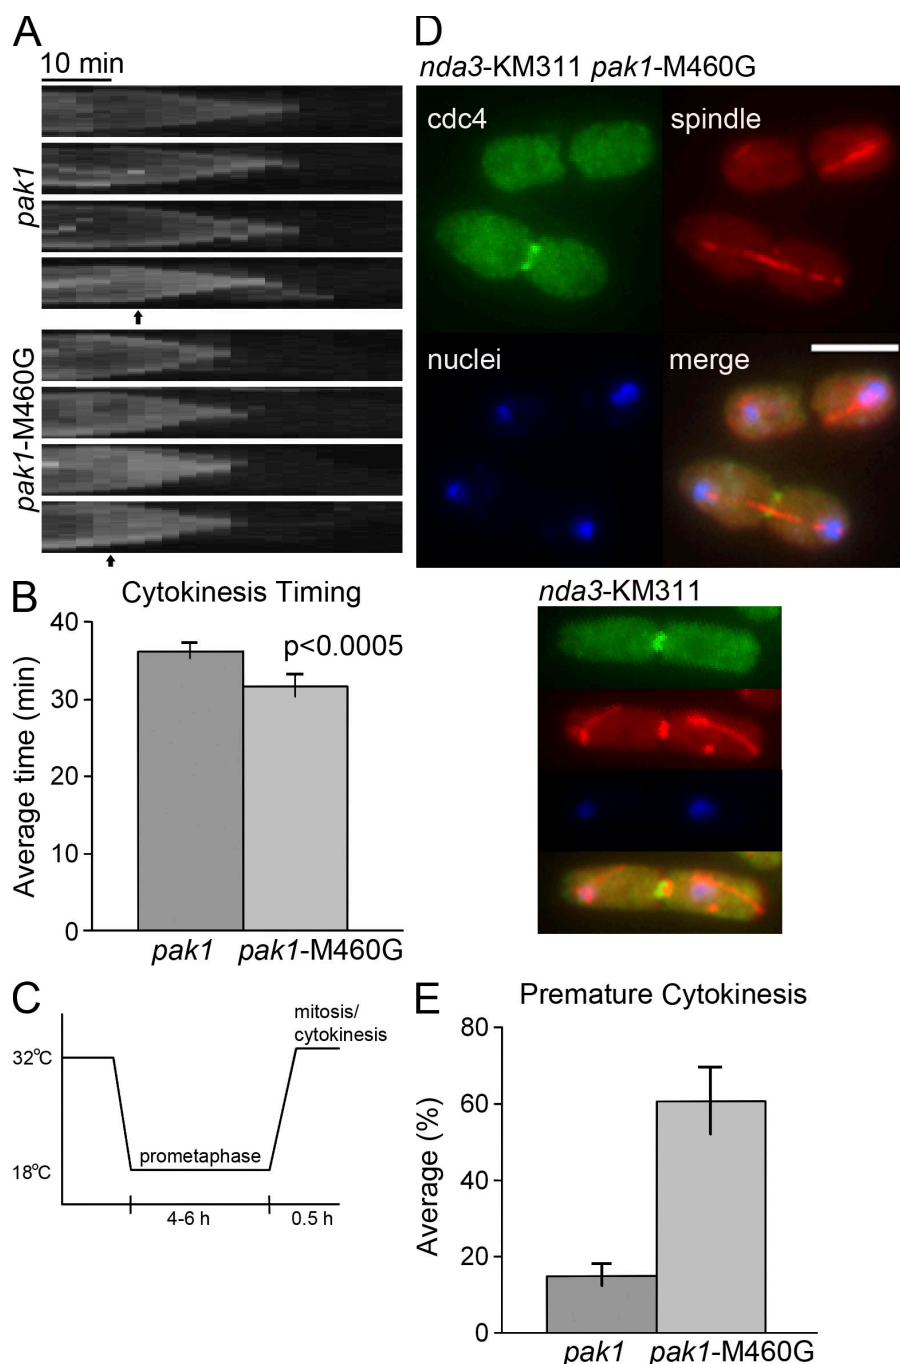 A
10 min
pak1
pak1-M460G
B
Cytokinesis Timing
p<0.0005
Average time (min)
40
30
20
10
0
pak1
pak1-M460G
C
32°C
18°C
prometaphase
mitosis/
cytokinesis
4-6 h
0.5 h
D
nda3-KM311 pak1-M460G
cdc4
spindle
nuclei
merge
nda3-KM311
E
Premature Cytokinesis
Average (%)
80
60
40
20
0
pak1
pak1-M460G